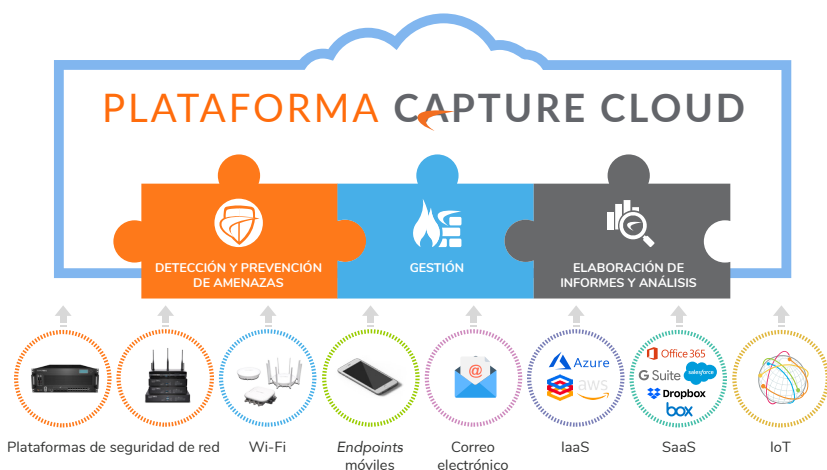 PLATAFORMA CAPTURE CLOUD
DETECCIÓN Y PREVENCIÓN
DE AMENAZAS
GESTIÓN
ELABORACIÓN DE
INFORMES Y ANÁLISIS
@
Azure
aws
Office 365
G Suite
salesforce
Dropbox
box
Plataformas de seguridad de red
Wi-Fi
Endpoints
móviles
Correo
electrónico
IaaS
SaaS
IoT